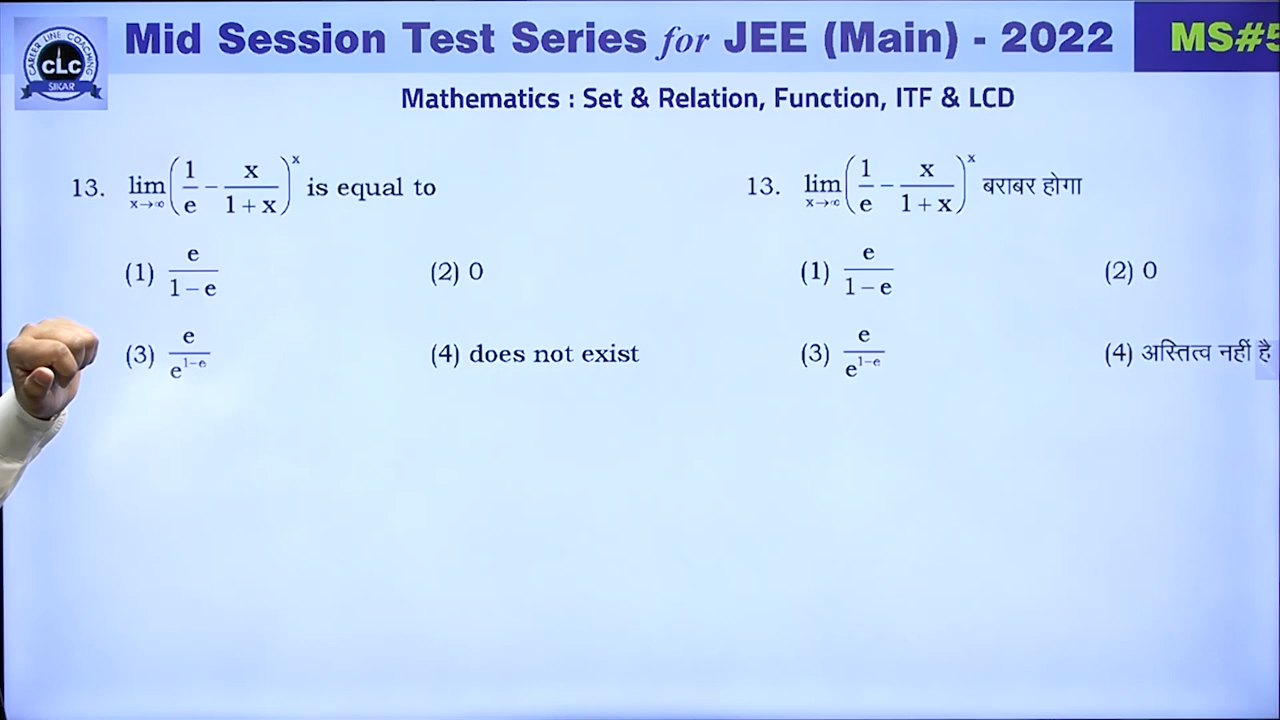 CAREER LINE COACHING
CLC
SIKAR
Mid Session Test Series for JEE (Main) - 2022
MS#5
Mathematics : Set & Relation, Function, ITF & LCD
13. lim x→∞ (1/e − x/(1+x))^x is equal to
(1) e/(1−e) (2) 0
(3) e/e^(1−e) (4) does not exist
13. lim x→∞ (1/e − x/(1+x))^x बराबर होगा
(1) e/(1−e) (2) 0
(3) e/e^(1−e) (4) अस्तित्व नहीं है